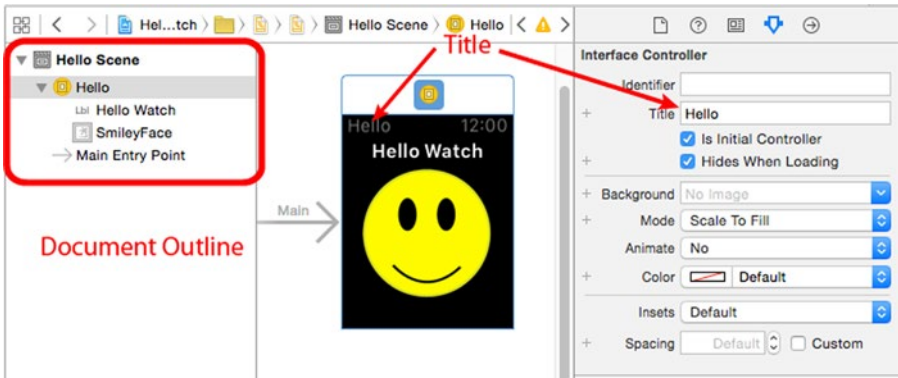 Hel...tch
Hello Scene
Hello
Title
Hello Scene
Hello
Lbl Hello Watch
SmileyFace
Main Entry Point
Document Outline
Main
Hello 12:00
Hello Watch
Interface Controller
Identifier
Title Hello
Is Initial Controller
Hides When Loading
Background No Image
Mode Scale To Fill
Animate No
Color Default
Insets Default
Spacing Default Custom